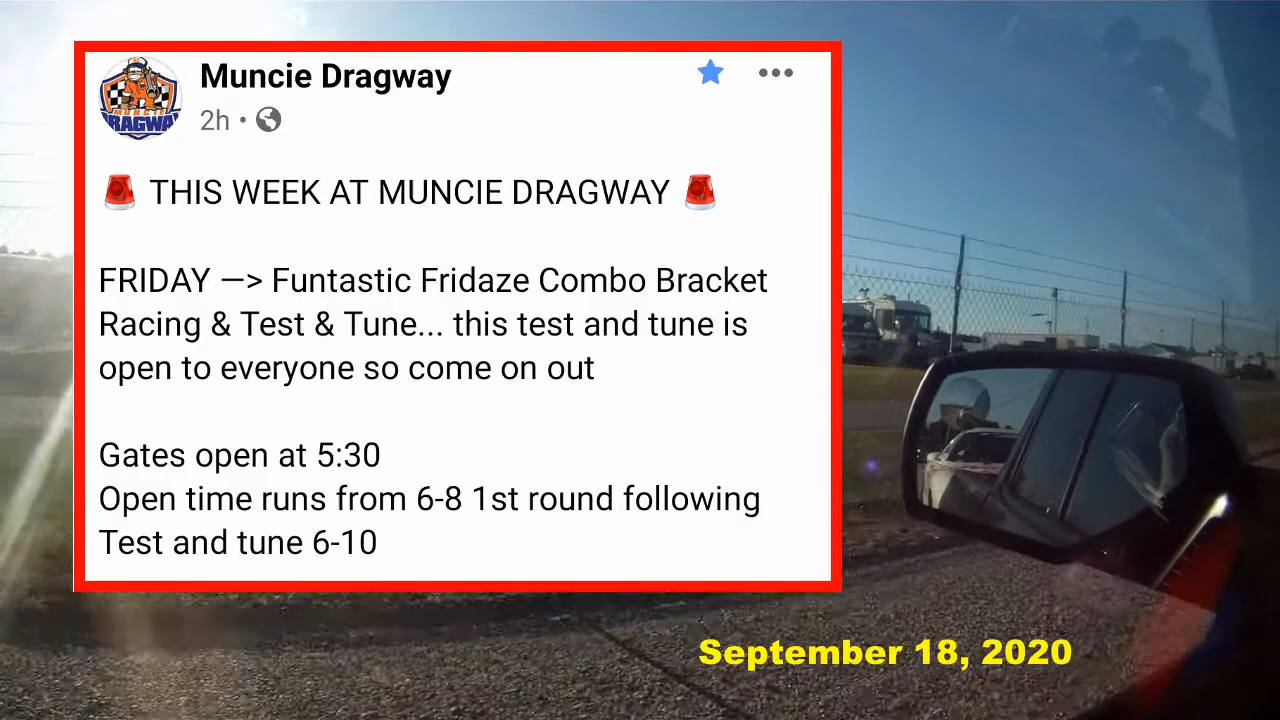 MUNCIE
DRAGWAY
Muncie Dragway
2h •
🚨 THIS WEEK AT MUNCIE DRAGWAY 🚨
FRIDAY —> Funtastic Fridaze Combo Bracket
Racing & Test & Tune... this test and tune is
open to everyone so come on out
Gates open at 5:30
Open time runs from 6-8 1st round following
Test and tune 6-10
September 18, 2020